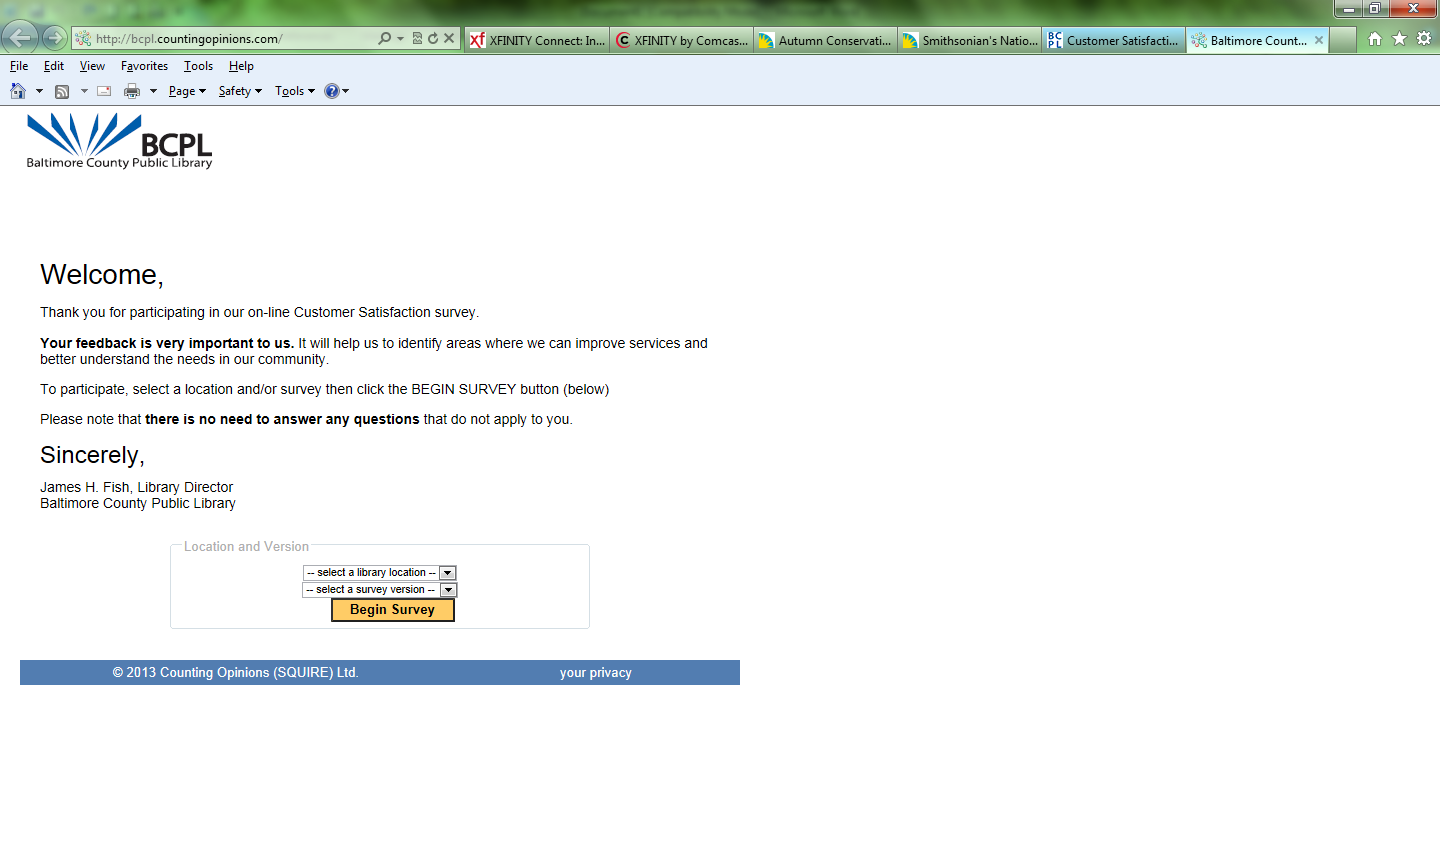 http://bcpl.countingopinions.com/
XFINITY Connect: In...
XFINITY by Comcas...
Autumn Conservati...
Smithsonian's Natio...
BC PL Customer Satisfacti...
Baltimore Count...
File Edit View Favorites Tools Help
Page Safety Tools
BCPL
Baltimore County Public Library
Welcome,
Thank you for participating in our on-line Customer Satisfaction survey.
Your feedback is very important to us. It will help us to identify areas where we can improve services and
better understand the needs in our community.
To participate, select a location and/or survey then click the BEGIN SURVEY button (below)
Please note that there is no need to answer any questions that do not apply to you.
Sincerely,
James H. Fish, Library Director
Baltimore County Public Library
Location and Version
-- select a library location --
-- select a survey version --
Begin Survey
© 2013 Counting Opinions (SQUIRE) Ltd. your privacy